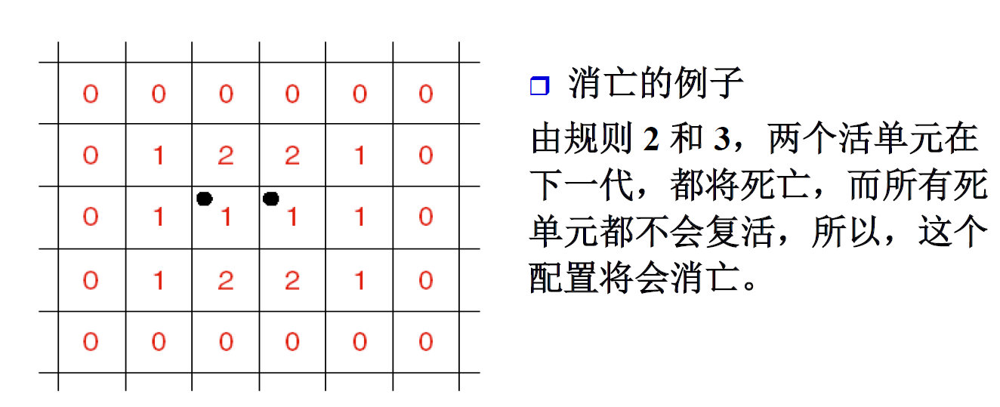 0 0 0 0 0 0
0 1 2 2 1 0
0 1 1 1 1 0
0 1 2 2 1 0
0 0 0 0 0 0
消亡的例子
由规则 2 和 3，两个活单元在
下一代，都将死亡，而所有死
单元都不会复活，所以，这个
配置将会消亡。